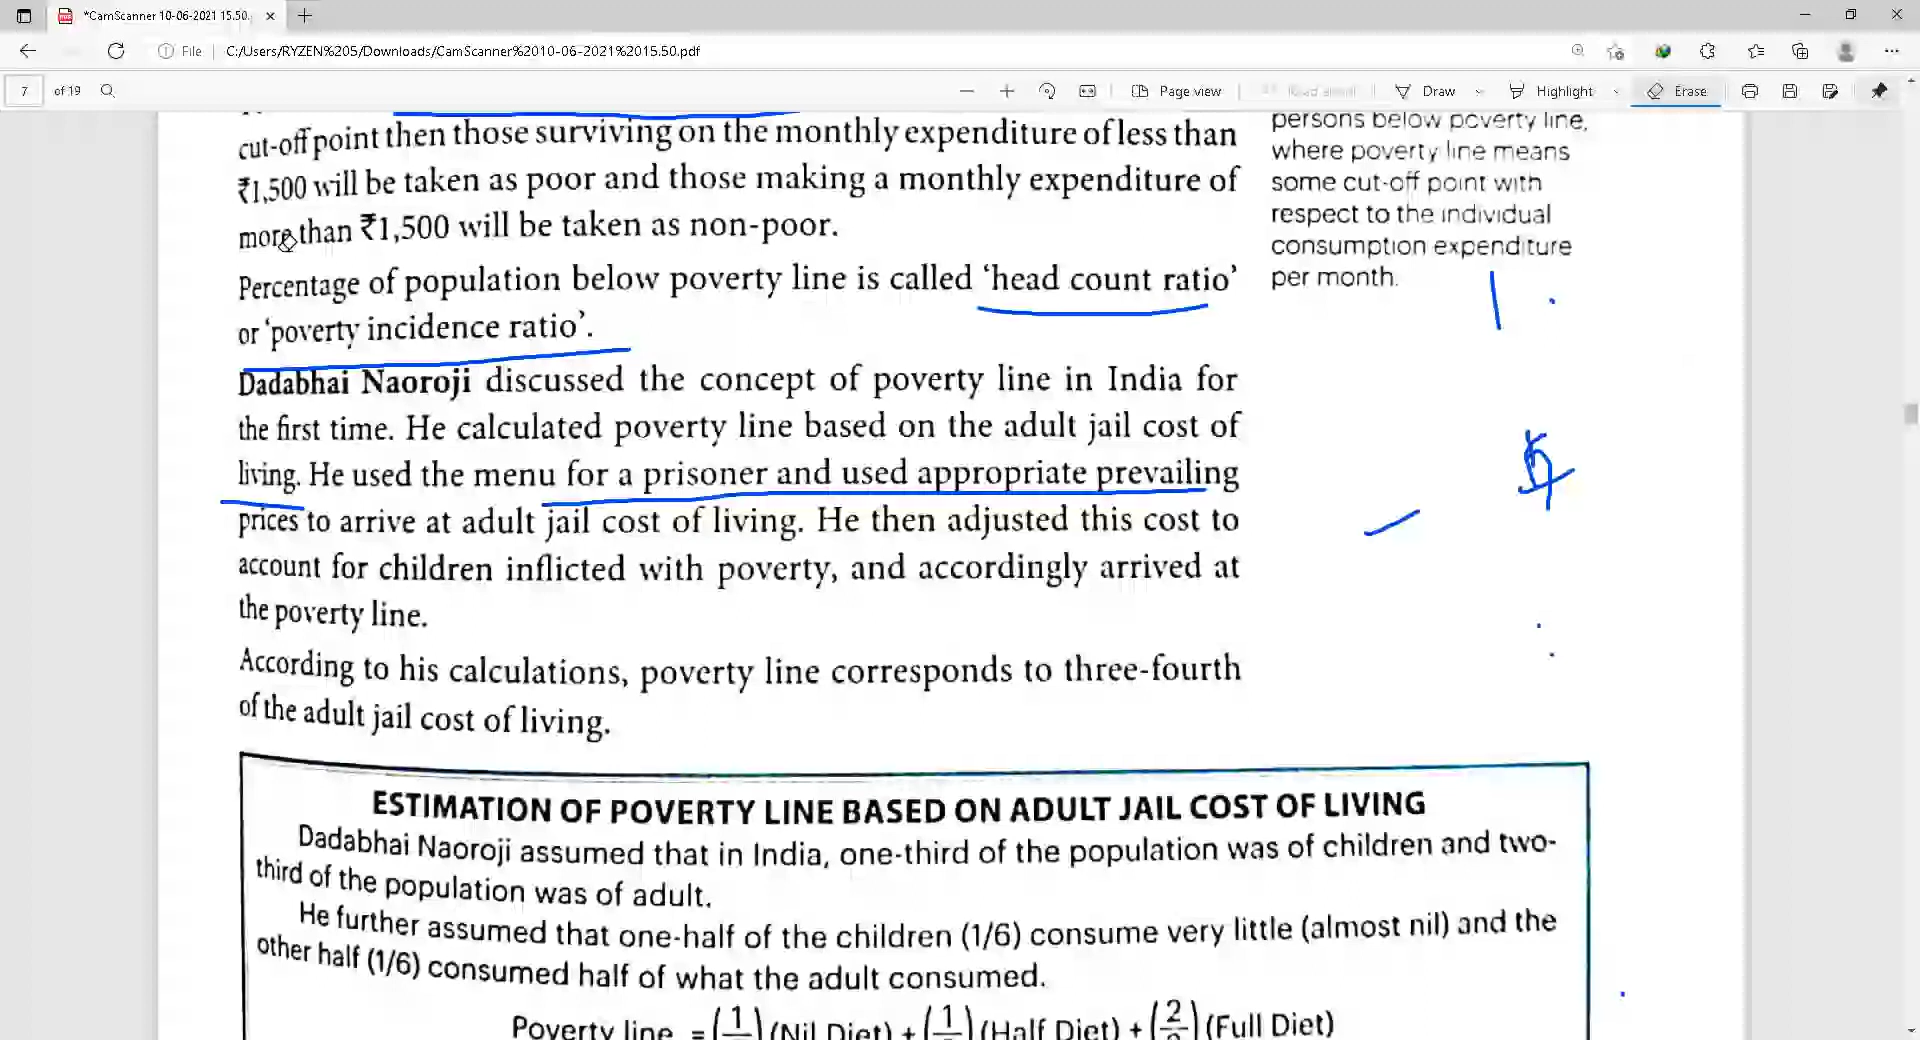 *CamScanner 10-06-2021 15.50.
File C:/Users/RYZEN%205/Downloads/CamScanner%2010-06-2021%2015.50.pdf
7 of 19 Page view Read aloud Draw Highlight Erase
cut-off point then those surviving on the monthly expenditure of less than
₹1,500 will be taken as poor and those making a monthly expenditure of
more than ₹1,500 will be taken as non-poor.
Percentage of population below poverty line is called ‘head count ratio’
or ‘poverty incidence ratio’.
Dadabhai Naoroji discussed the concept of poverty line in India for
the first time. He calculated poverty line based on the adult jail cost of
living. He used the menu for a prisoner and used appropriate prevailing
prices to arrive at adult jail cost of living. He then adjusted this cost to
account for children inflicted with poverty, and accordingly arrived at
the poverty line.
According to his calculations, poverty line corresponds to three-fourth
of the adult jail cost of living.
persons below poverty line,
where poverty line means
some cut-off point with
respect to the individual
consumption expenditure
per month.
ESTIMATION OF POVERTY LINE BASED ON ADULT JAIL COST OF LIVING
Dadabhai Naoroji assumed that in India, one-third of the population was of children and two-
third of the population was of adult.
He further assumed that one-half of the children (1/6) consume very little (almost nil) and the
other half (1/6) consumed half of what the adult consumed.
Poverty line = (1 (Nil Diet) + (1 (Half Diet) + (2 (Full Diet)